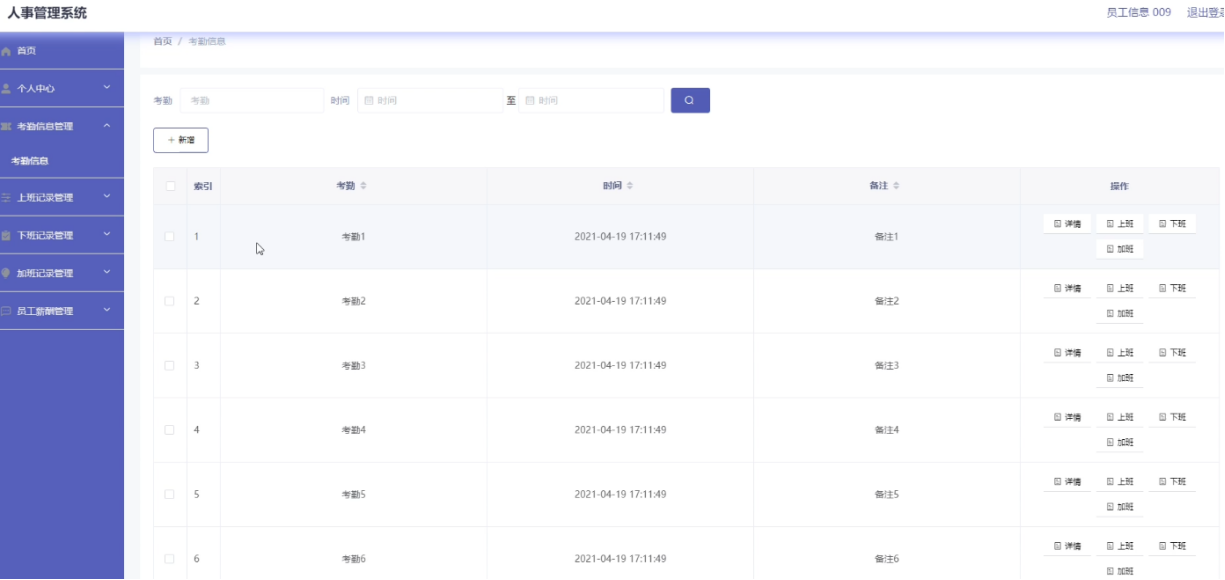 人事管理系统
员工信息 009 退出登录
首页
个人中心
考勤信息管理
考勤信息
上班记录管理
下班记录管理
加班记录管理
员工薪酬管理
首页 / 考勤信息
考勤 考勤 时间 时间 至 时间
+ 新增
索引 考勤 时间 备注 操作
1 考勤1 2021-04-19 17:11:49 备注1 详情 上班 下班
加班
2 考勤2 2021-04-19 17:11:49 备注2 详情 上班 下班
加班
3 考勤3 2021-04-19 17:11:49 备注3 详情 上班 下班
加班
4 考勤4 2021-04-19 17:11:49 备注4 详情 上班 下班
加班
5 考勤5 2021-04-19 17:11:49 备注5 详情 上班 下班
加班
6 考勤6 2021-04-19 17:11:49 备注6 详情 上班 下班
加班